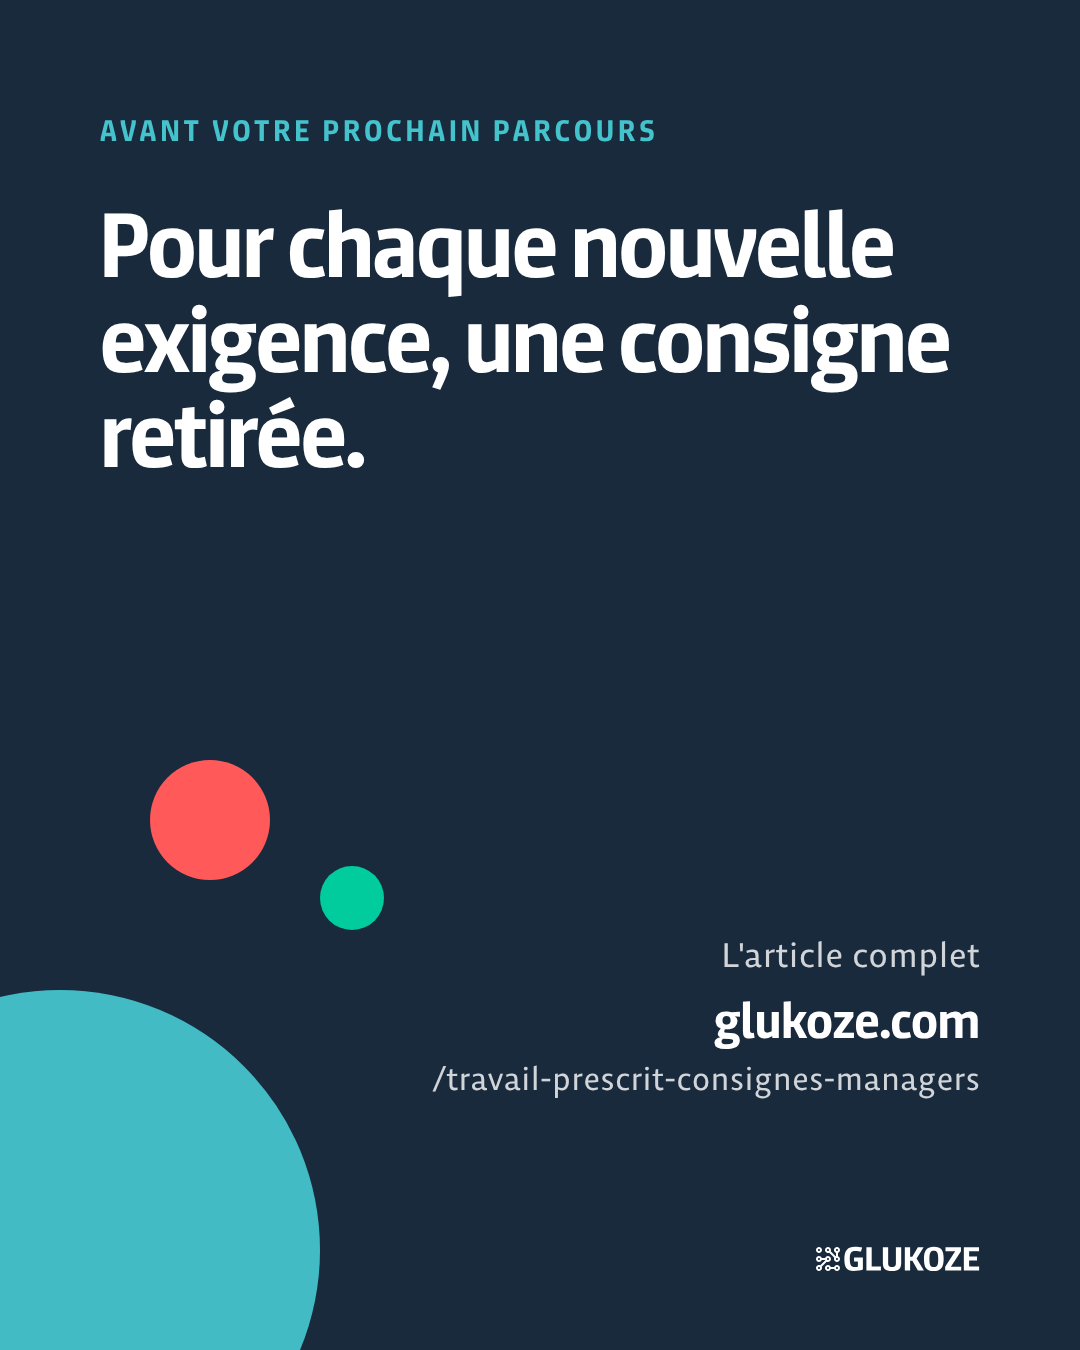 AVANT VOTRE PROCHAIN PARCOURS
Pour chaque nouvelle
exigence, une consigne
retirée.
L'article complet
glukoze.com
/travail-prescrit-consignes-managers
GLUKOZE